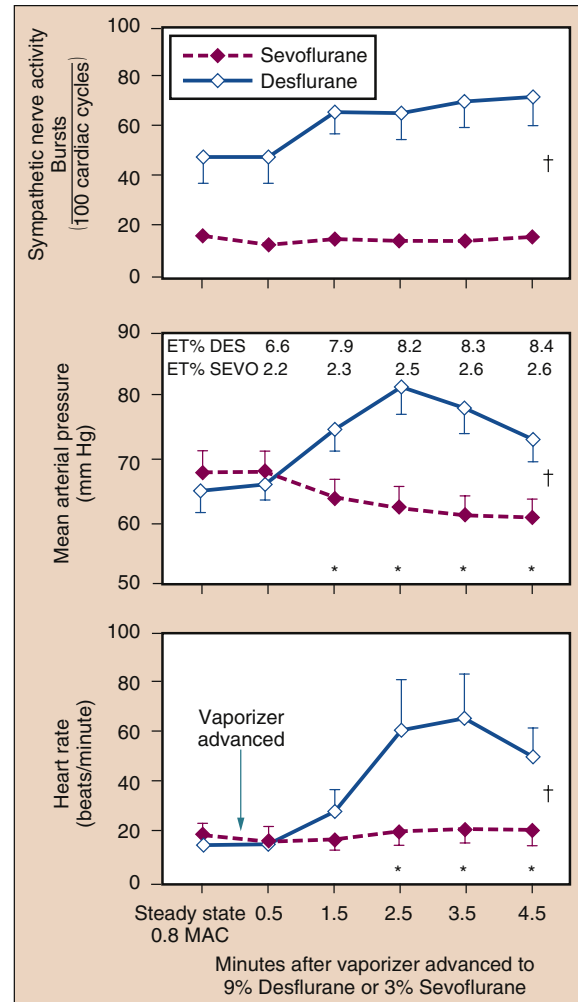 Sevoflurane
Desflurane
Sympathetic nerve activity
Bursts
(100 cardiac cycles)
100
80
60
40
20
0
†
Mean arterial pressure
(mm Hg)
90
80
70
60
50
ET% DES 6.6 7.9 8.2 8.3 8.4
ET% SEVO 2.2 2.3 2.5 2.6 2.6
†
* * * *
Heart rate
(beats/minute)
100
80
60
40
20
0
Vaporizer
advanced
†
* * *
Steady state 0.5 1.5 2.5 3.5 4.5
0.8 MAC
Minutes after vaporizer advanced to
9% Desflurane or 3% Sevoflurane